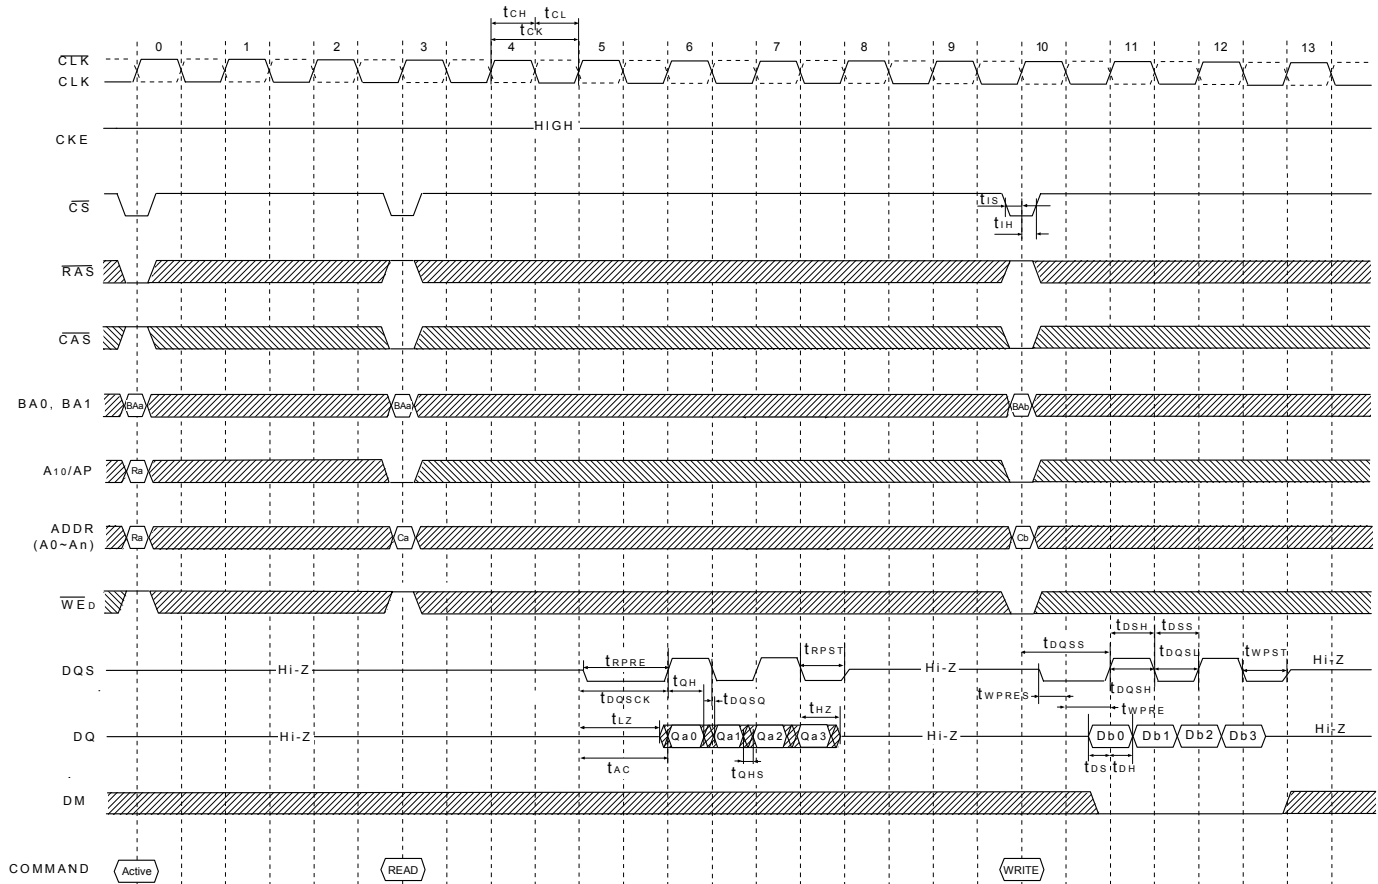 tCH tCL
tCK
0 1 2 3 4 5 6 7 8 9 10 11 12 13
CLK
CLK
HIGH
CKE
CS
tIS
tIH
RAS
CAS
BA0, BA1 BAa BAa BAb
A10/AP Ra
ADDR
(A0~An) Ra Ca Cb
WED
tDSH tDSS
tDQSS tDQSL tWPST
tRPRE tRPST
DQS Hi-Z Hi-Z Hi-Z
tQH
tDQSCK tDQSQ tWPRES tDQSH
tLZ tHZ tWPRE
DQ Hi-Z Qa0 Qa1 Qa2 Qa3 Hi-Z Db0 Db1 Db2 Db3 Hi-Z
tAC tQHS tDS tDH
DM
COMMAND Active READ WRITE